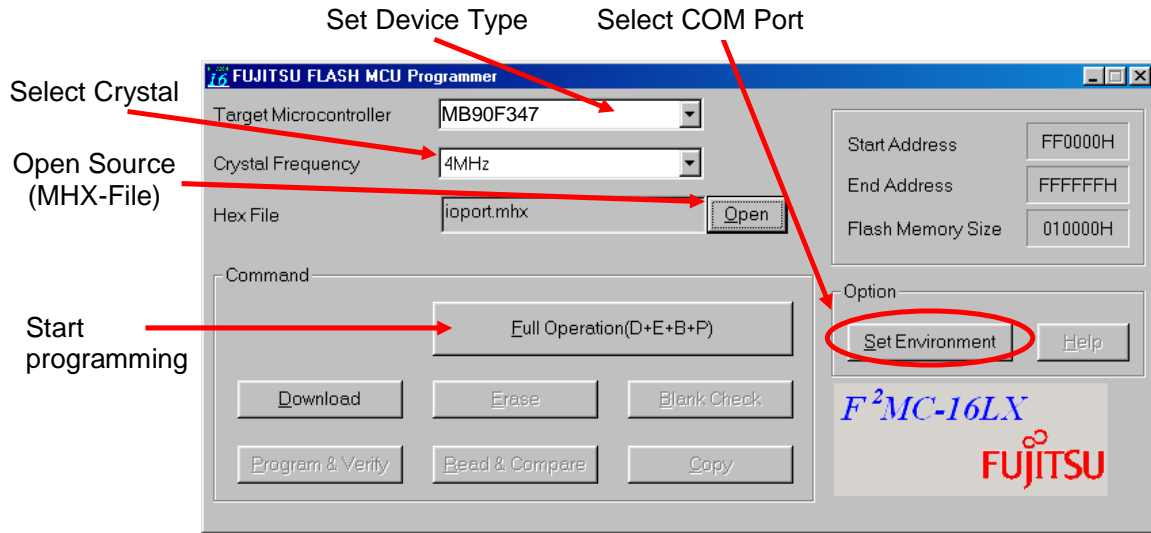 Set Device Type
Select COM Port
16 FUJITSU FLASH MCU Programmer
Select Crystal
Target Microcontroller
MB90F347
Start Address
FF0000H
Open Source
(MHX-File)
Crystal Frequency
4MHz
End Address
FFFFFFH
Hex File
ioport.mhx
Open
Flash Memory Size
010000H
Command
Option
Start
programming
Full Operation(D+E+B+P)
Set Environment
Help
Download
Erase
Blank Check
F²MC-16LX
Program & Verify
Read & Compare
Copy
FUJITSU